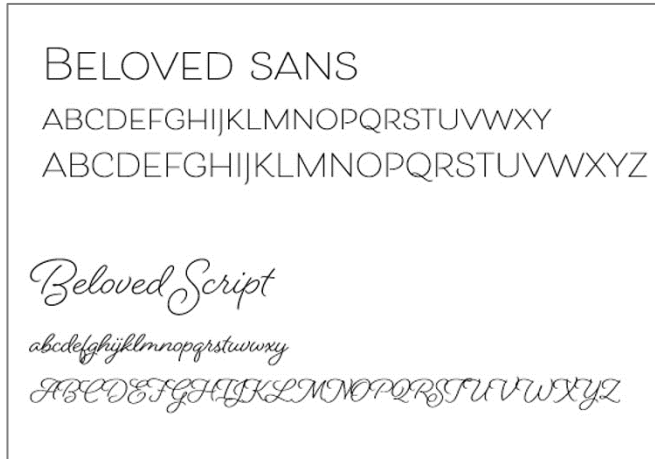 BELOVED SANS
ABCDEFGHIJKLMNOPQRSTUVWXY
ABCDEFGHIJKLMNOPQRSTUVWXYZ
Beloved Script
abcdefghijklmnopqrstuvwxy
ABCDEFGHIJKLMNOPQRSTUVWXYZ